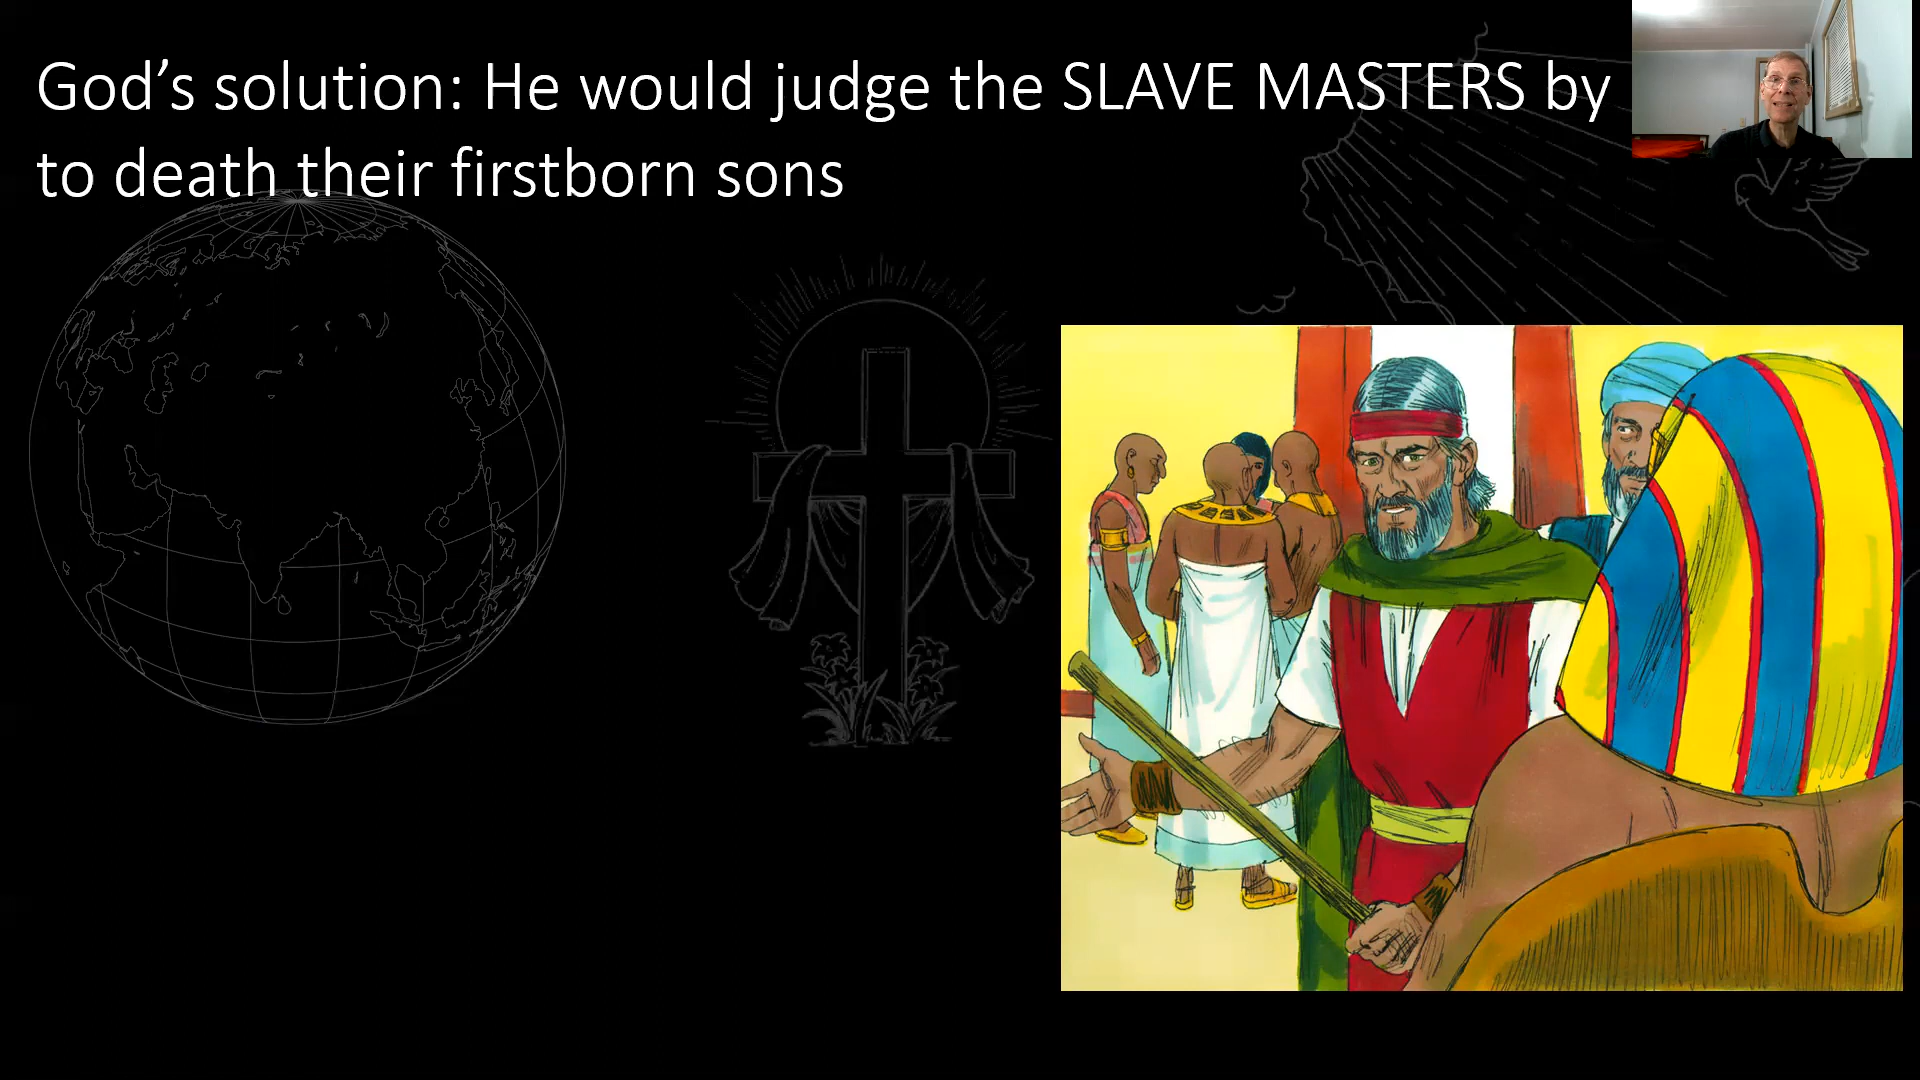 God’s solution: He would judge the SLAVE MASTERS by
to death their firstborn sons